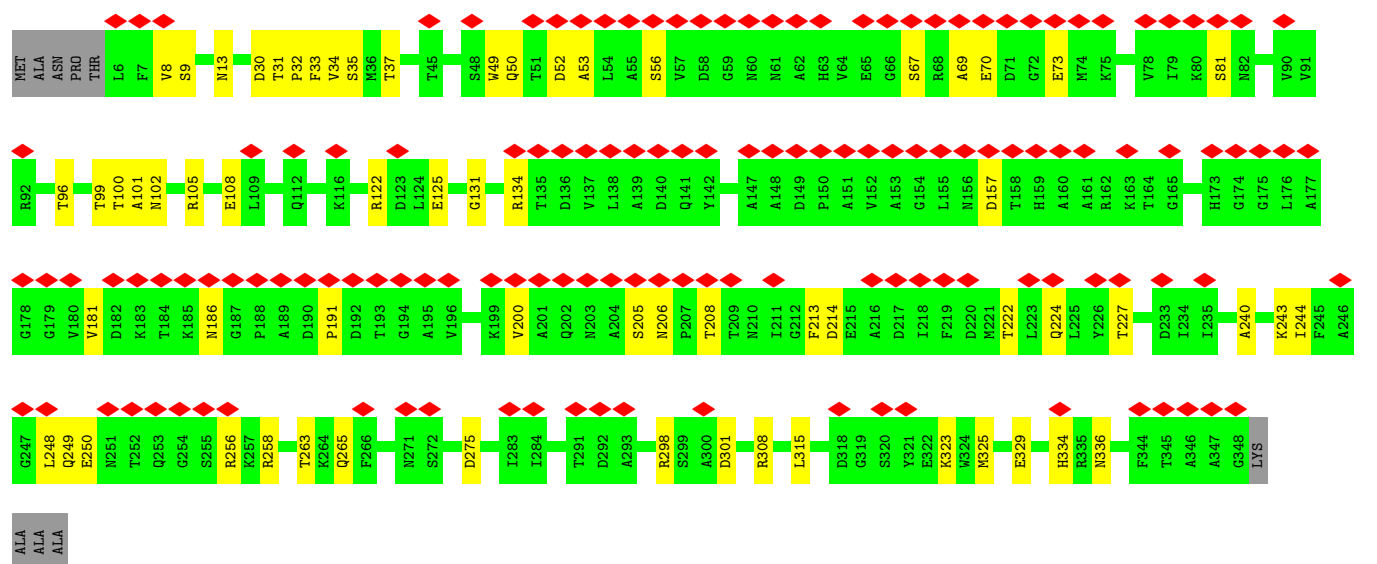 MET ALA ASN PRO THR L6 F7 V8 S9 N13 D30 T31 P32 F33 V34 S35 M36 T37 T45 S48 W49 Q50 T51 D52 A53 L54 A55 S56 V57 D58 G59 N60 N61 A62 H63 V64 E65 G66 S67 R68 A69 E70 D71 G72 E73 M74 K75 V78 I79 K80 S81 N82 V90 V91
R92 T96 T99 T100 A101 N102 R105 E108 L109 Q112 K116 R122 D123 L124 E125 G131 R134 T135 D136 V137 L138 A139 D140 Q141 Y142 A147 A148 D149 P150 A151 V152 A153 G154 L155 N156 D157 T158 H159 A160 A161 R162 K163 T164 G165 H173 G174 G175 L176 A177
G178 G179 V180 V181 D182 K183 T184 K185 N186 G187 P188 A189 D190 P191 D192 T193 G194 A195 V196 K199 V200 A201 Q202 N203 A204 S205 N206 P207 T208 T209 N210 I211 G212 F213 D214 E215 A216 D217 I218 F219 D220 M221 T222 L223 Q224 L225 Y226 T227 D233 I234 I235 A240 K243 I244 F245 A246
G247 L248 Q249 E250 N251 T252 Q253 G254 S255 R256 K257 R258 T263 K264 Q265 F266 N271 S272 D275 I283 I284 T291 D292 A293 R298 S299 A300 D301 R308 L315 D318 G319 S320 Y321 E322 K323 W324 M325 E329 H334 R335 N336 F344 T345 A346 A347 G348 LYS
ALA ALA ALA